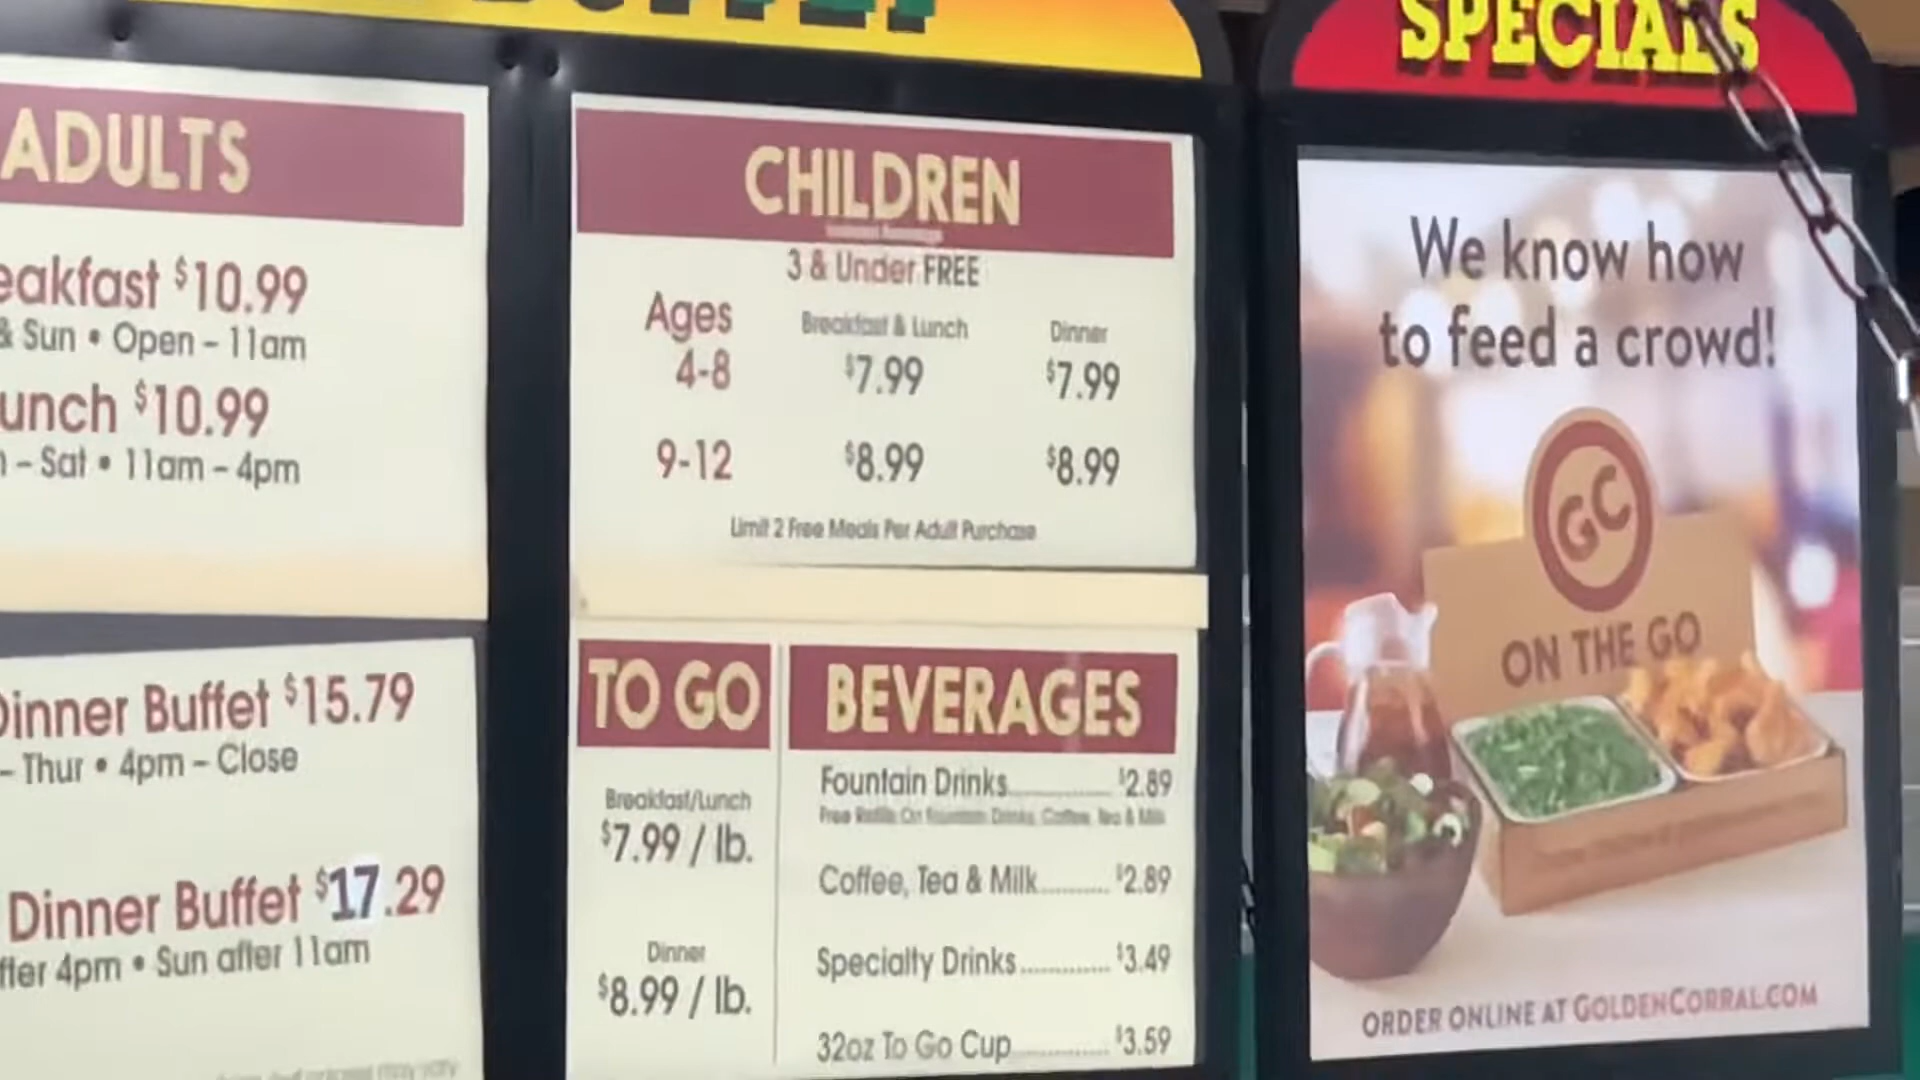 SPECIALS
ADULTS
eakfast $10.99
& Sun • Open – 11am
unch $10.99
– Sat • 11am – 4pm
Dinner Buffet $15.79
– Thur • 4pm – Close
Dinner Buffet $17.29
fter 4pm • Sun after 11am
may vary
CHILDREN
3 & Under FREE
Ages Breakfast & Lunch Dinner
4-8 $7.99 $7.99
9-12 $8.99 $8.99
Limit 2 Free Meals Per Adult Purchase
TO GO
Breakfast/Lunch
$7.99 / lb.
Dinner
$8.99 / lb.
BEVERAGES
Fountain Drinks $2.89
Free Refills On Fountain Drinks, Coffee, Tea & Milk
Coffee, Tea & Milk $2.89
Specialty Drinks $3.49
32oz To Go Cup $3.59
We know how
to feed a crowd!
GC
ON THE GO
ORDER ONLINE AT GOLDENCORRAL.COM